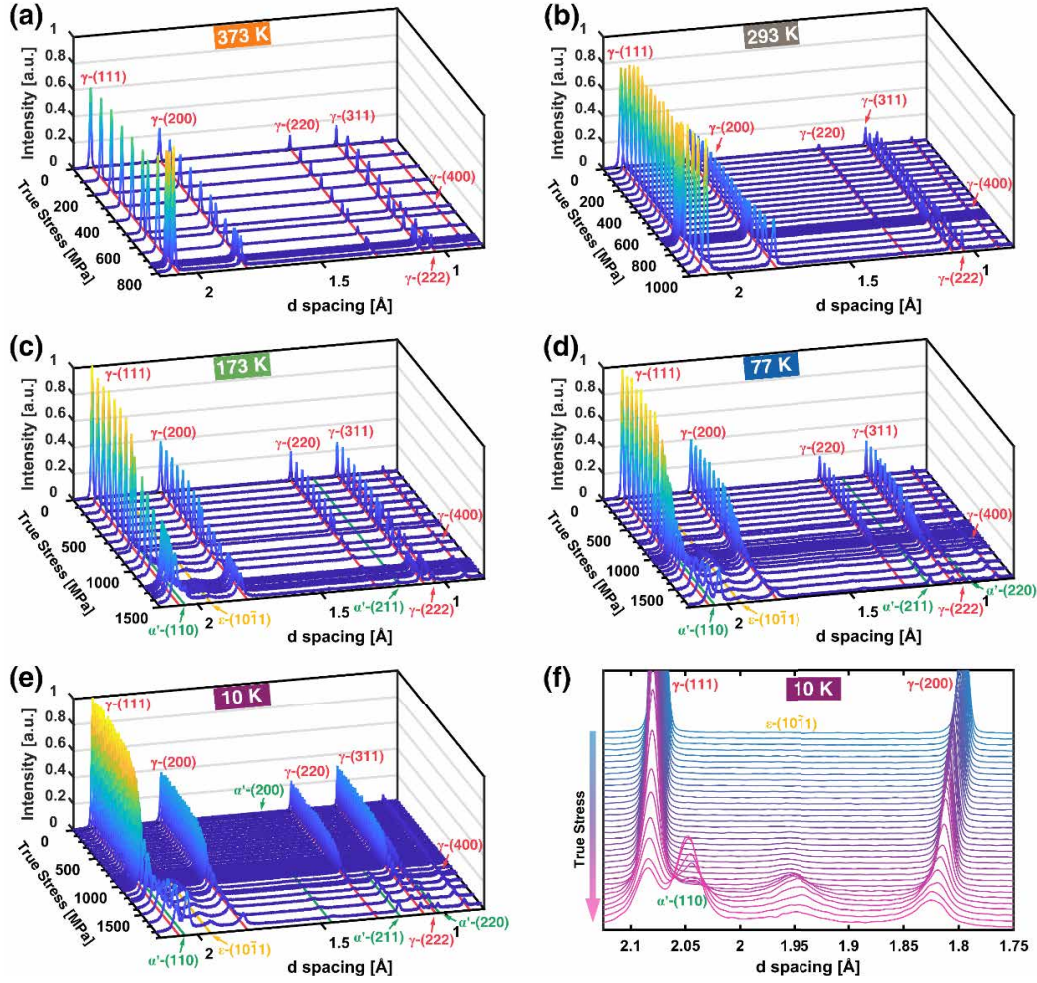 (a)
373 K
Intensity [a.u.]
1
0.8
0.6
0.4
0.2
0
γ-(111)
γ-(200)
γ-(220)
γ-(311)
γ-(400)
γ-(222)
0
200
400
600
800
True Stress [MPa]
2
1.5
1
d spacing [Å]
(b)
293 K
Intensity [a.u.]
1
0.8
0.6
0.4
0.2
0
γ-(111)
γ-(200)
γ-(220)
γ-(311)
γ-(400)
γ-(222)
0
200
400
600
800
1000
True Stress [MPa]
2
1.5
1
d spacing [Å]
(c)
173 K
Intensity [a.u.]
1
0.8
0.6
0.4
0.2
0
γ-(111)
γ-(200)
γ-(220)
γ-(311)
γ-(400)
γ-(222)
α'-(211)
α'-(110)
ε-(101̄1)
0
500
1000
1500
True Stress [MPa]
2
1.5
1
d spacing [Å]
(d)
77 K
Intensity [a.u.]
1
0.8
0.6
0.4
0.2
0
γ-(111)
γ-(200)
γ-(220)
γ-(311)
γ-(400)
α'-(220)
γ-(222)
α'-(211)
α'-(110)
ε-(101̄1)
0
500
1000
1500
True Stress [MPa]
2
1.5
1
d spacing [Å]
(e)
10 K
Intensity [a.u.]
1
0.8
0.6
0.4
0.2
0
γ-(111)
γ-(200)
α'-(200)
γ-(220)
γ-(311)
γ-(400)
α'-(220)
γ-(222)
α'-(211)
α'-(110)
ε-(101̄1)
0
500
1000
1500
True Stress [MPa]
2
1.5
1
d spacing [Å]
(f)
10 K
γ-(111)
γ-(200)
ε-(101̄1)
α'-(110)
True Stress
2.1
2.05
2
1.95
1.9
1.85
1.8
1.75
d spacing [Å]